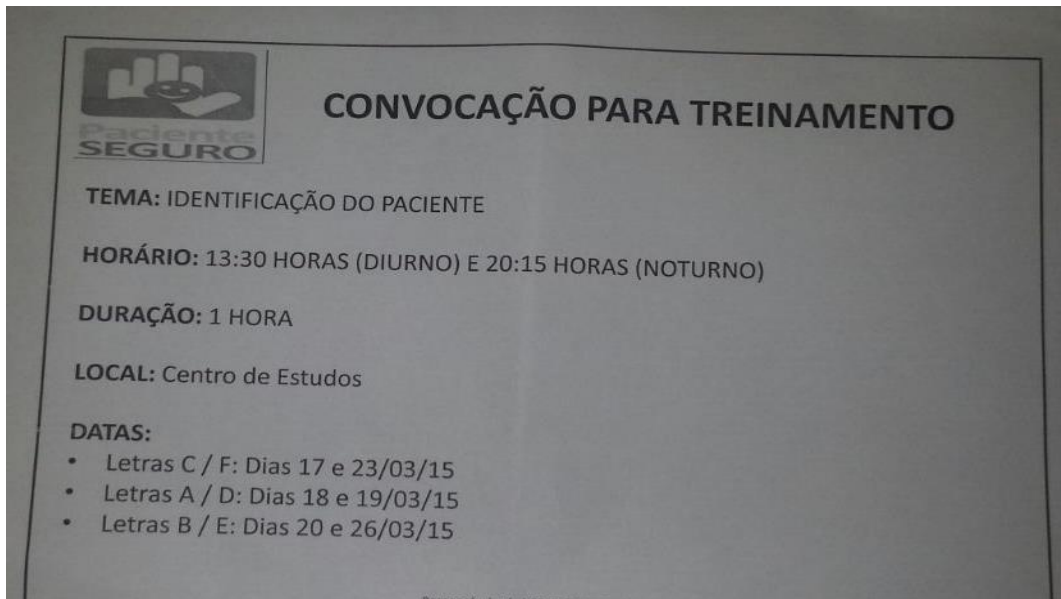 CONVOCAÇÃO PARA TREINAMENTO
Paciente
SEGURO
TEMA: IDENTIFICAÇÃO DO PACIENTE
HORÁRIO: 13:30 HORAS (DIURNO) E 20:15 HORAS (NOTURNO)
DURAÇÃO: 1 HORA
LOCAL: Centro de Estudos
DATAS:
• Letras C / F: Dias 17 e 23/03/15
• Letras A / D: Dias 18 e 19/03/15
• Letras B / E: Dias 20 e 26/03/15